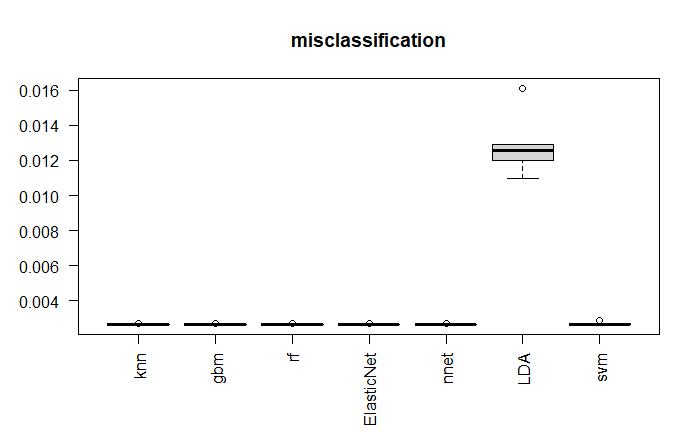 misclassification
0.016
0.014
0.012
0.010
0.008
0.006
0.004
knn
gbm
rf
ElasticNet
nnet
LDA
svm